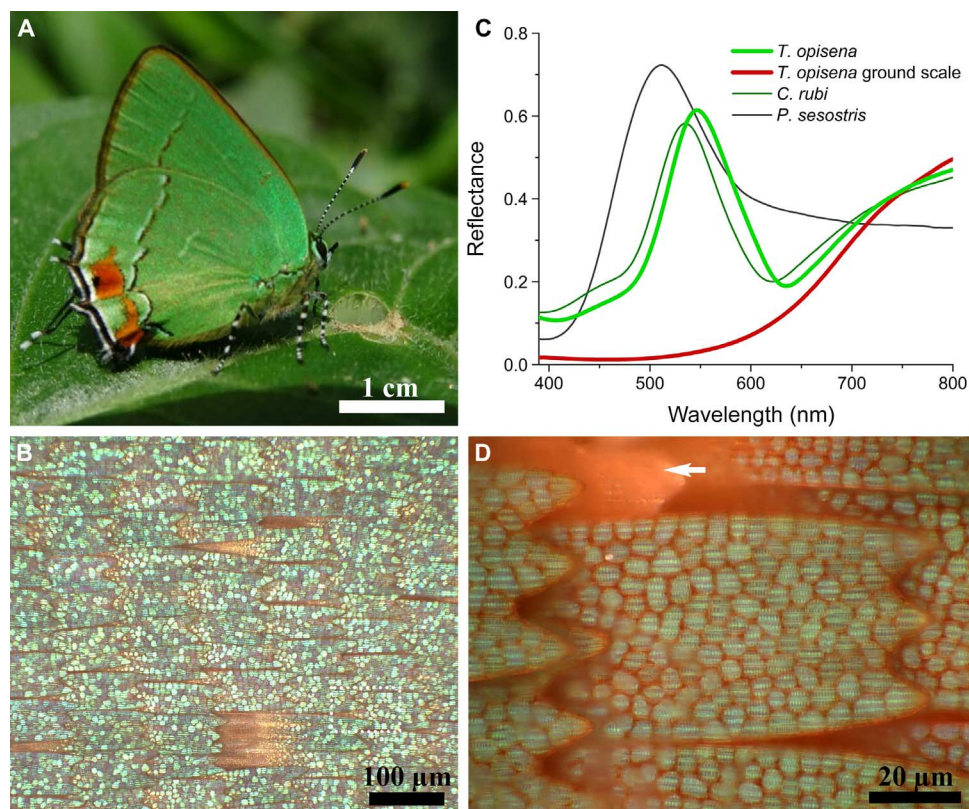 A
1 cm
B
100 µm
C
0.8
0.6
0.4
0.2
0.0
Reflectance
400
500
600
700
800
Wavelength (nm)
T. opisena
T. opisena ground scale
C. rubi
P. sesostris
D
20 µm